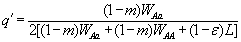 q′ = (1−m)W_{Aa} / 2[(1−m)W_{Aa} + (1−m)W_{AA} + (1−ε)L]